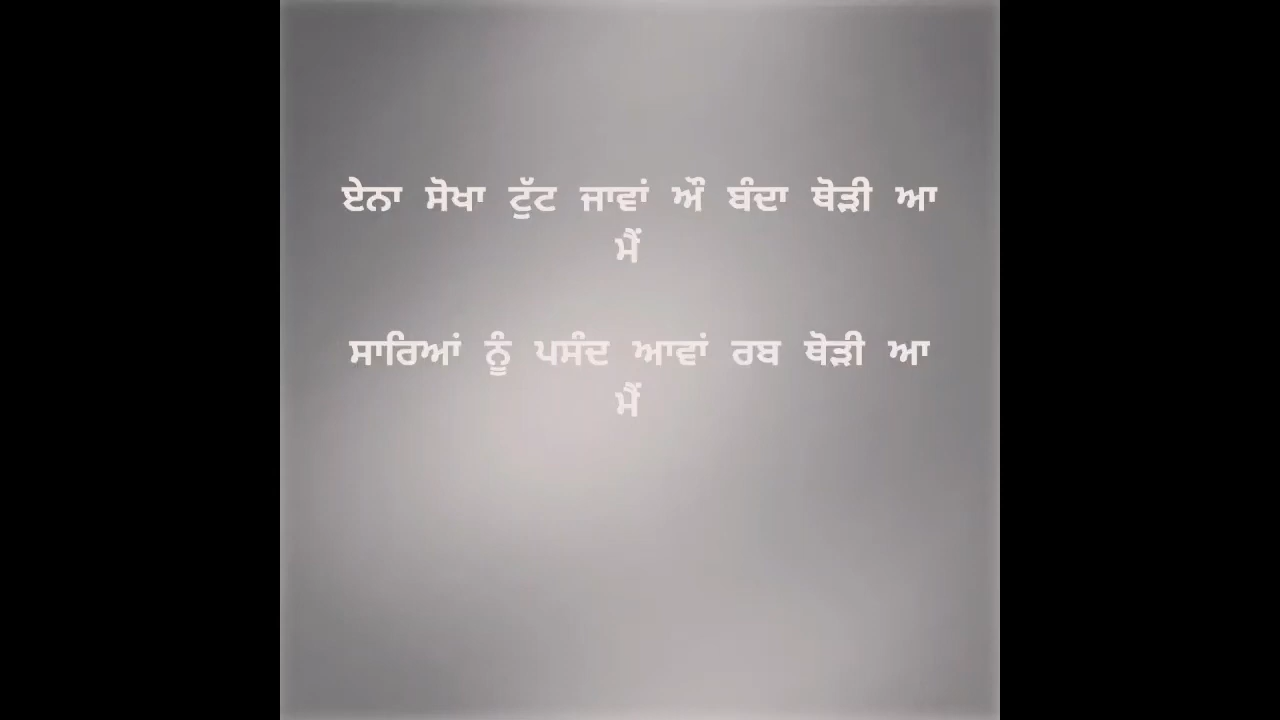 ਏਨਾ ਸੋਖਾ ਟੁੱਟ ਜਾਵਾਂ ਔ ਬੰਦਾ ਥੋੜੀ ਆ
ਮੈਂ
ਸਾਰਿਆਂ ਨੂੰ ਪਸੰਦ ਆਵਾਂ ਰਬ ਥੋੜੀ ਆ
ਮੈਂ